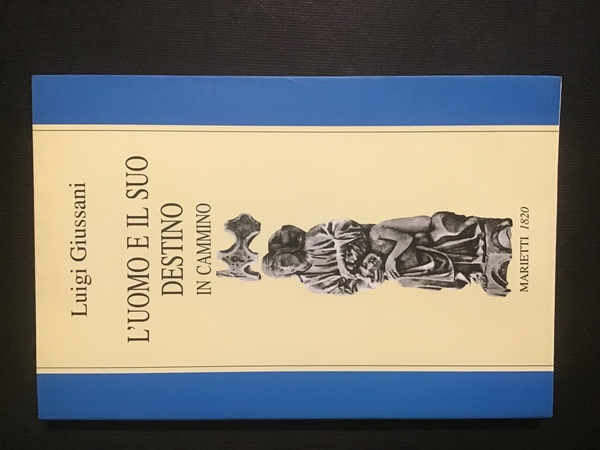 Luigi Giussani
L'UOMO E IL SUO
DESTINO
IN CAMMINO
MARIETTI 1820